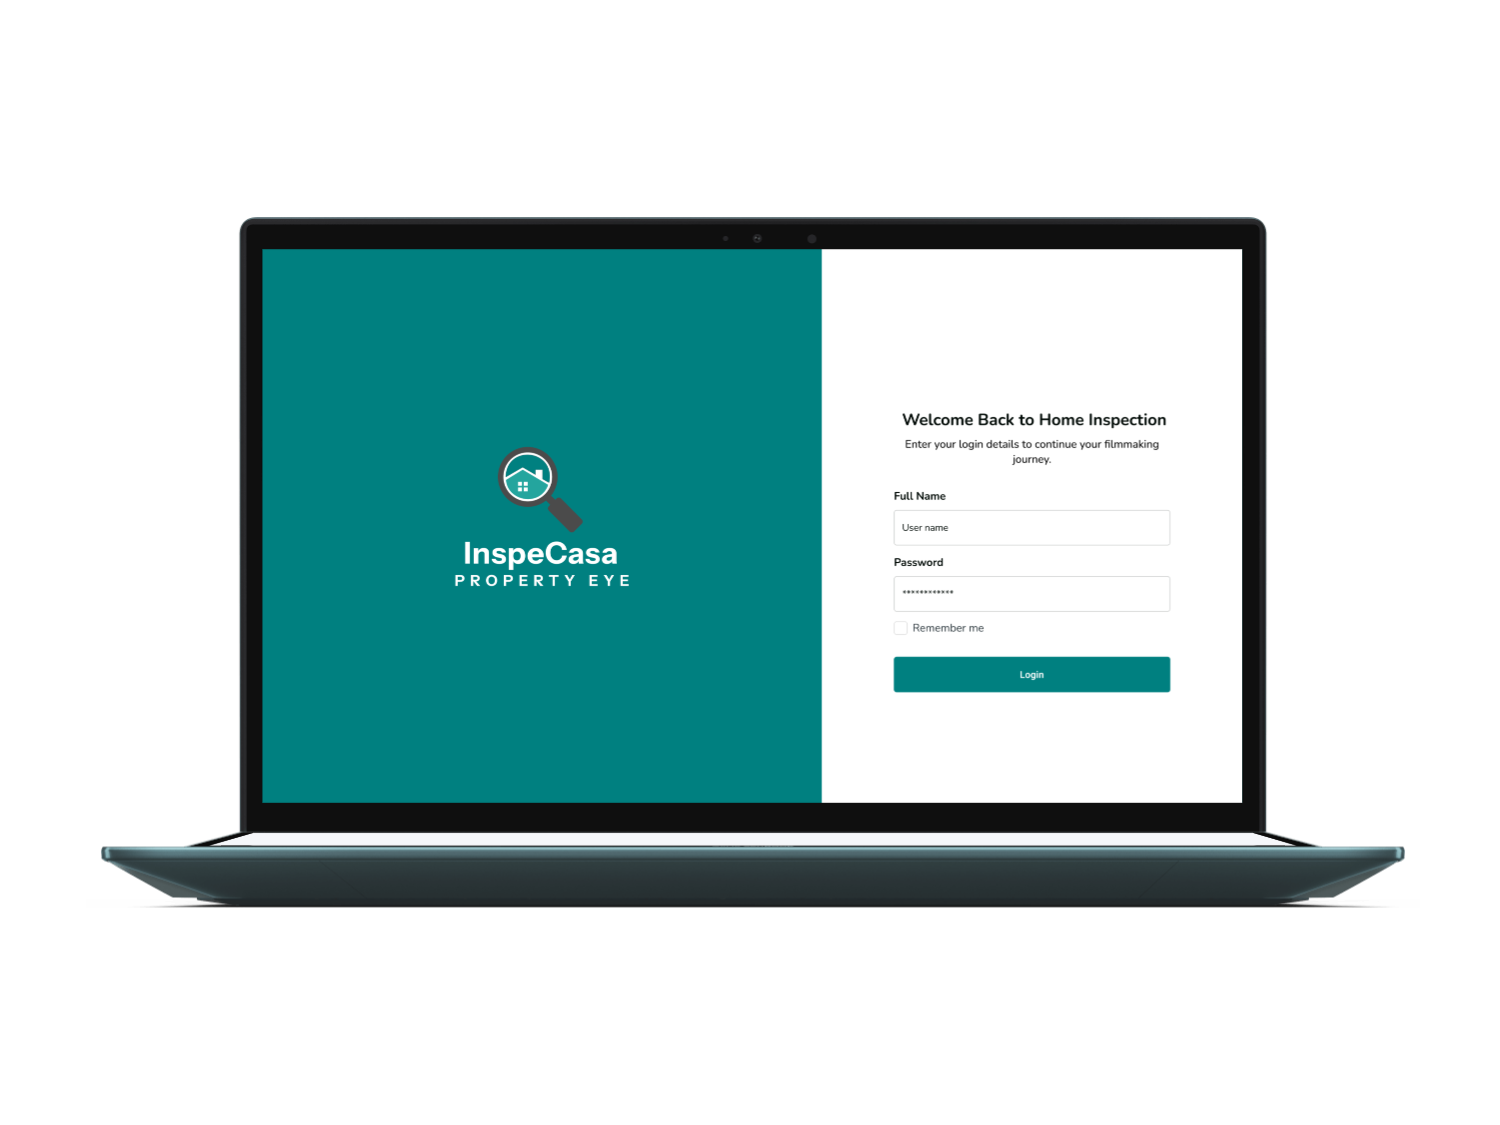 InspeCasa
PROPERTY EYE
Welcome Back to Home Inspection
Enter your login details to continue your filmmaking
journey.
Full Name
User name
Password
************
Remember me
Login